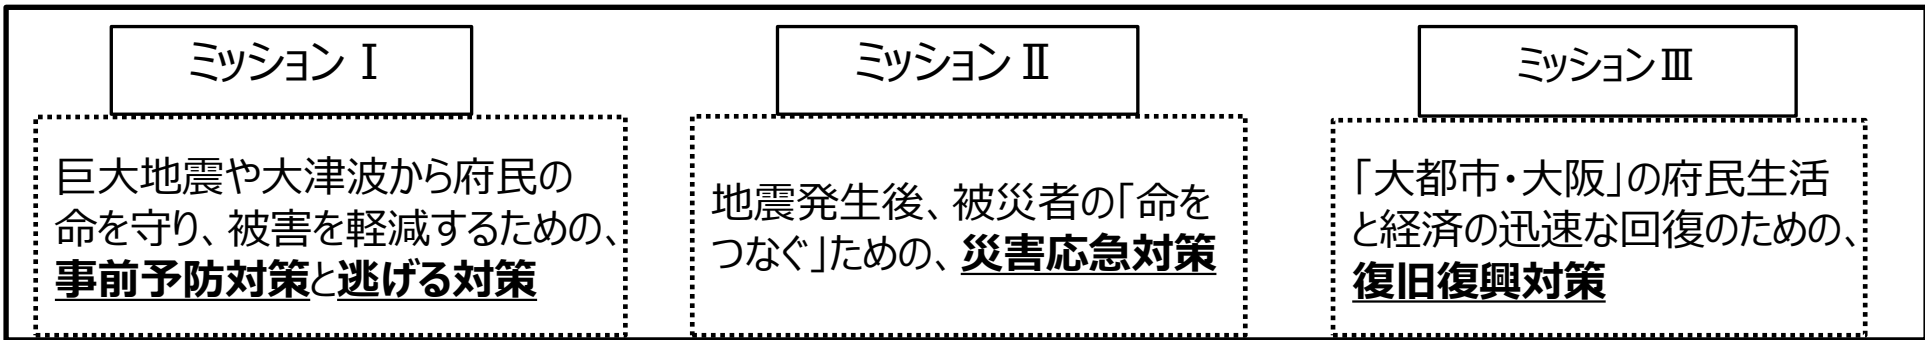 ミッション Ⅰ
巨大地震や大津波から府民の
命を守り、被害を軽減するための、
事前予防対策と逃げる対策
ミッション Ⅱ
地震発生後、被災者の「命を
つなぐ」ための、災害応急対策
ミッションⅢ
「大都市・大阪」の府民生活
と経済の迅速な回復のための、
復旧復興対策